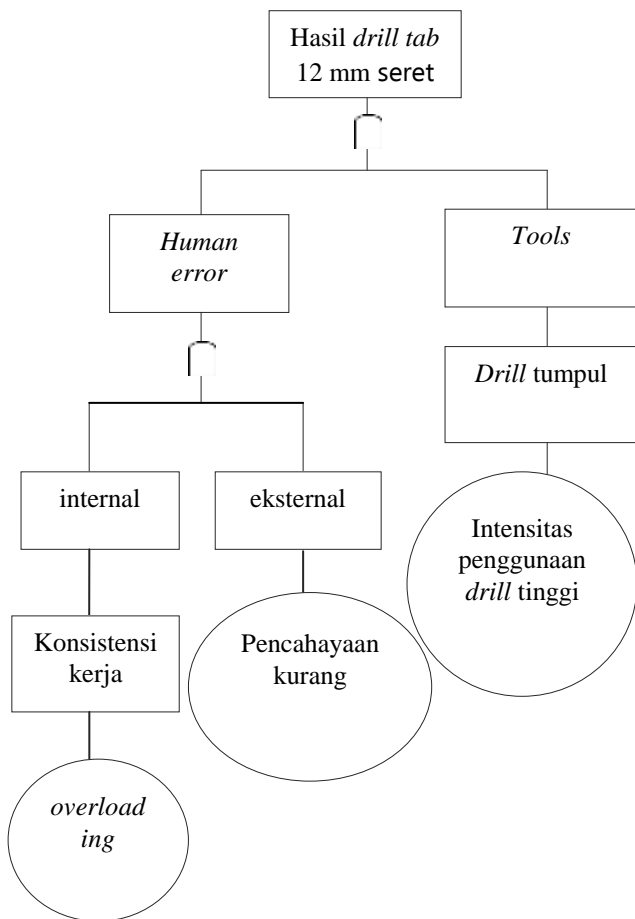 Hasil drill tab
12 mm seret
Human
error
Tools
Drill tumpul
internal
eksternal
Intensitas
penggunaan
drill tinggi
Konsistensi
kerja
Pencahayaan
kurang
overload
ing